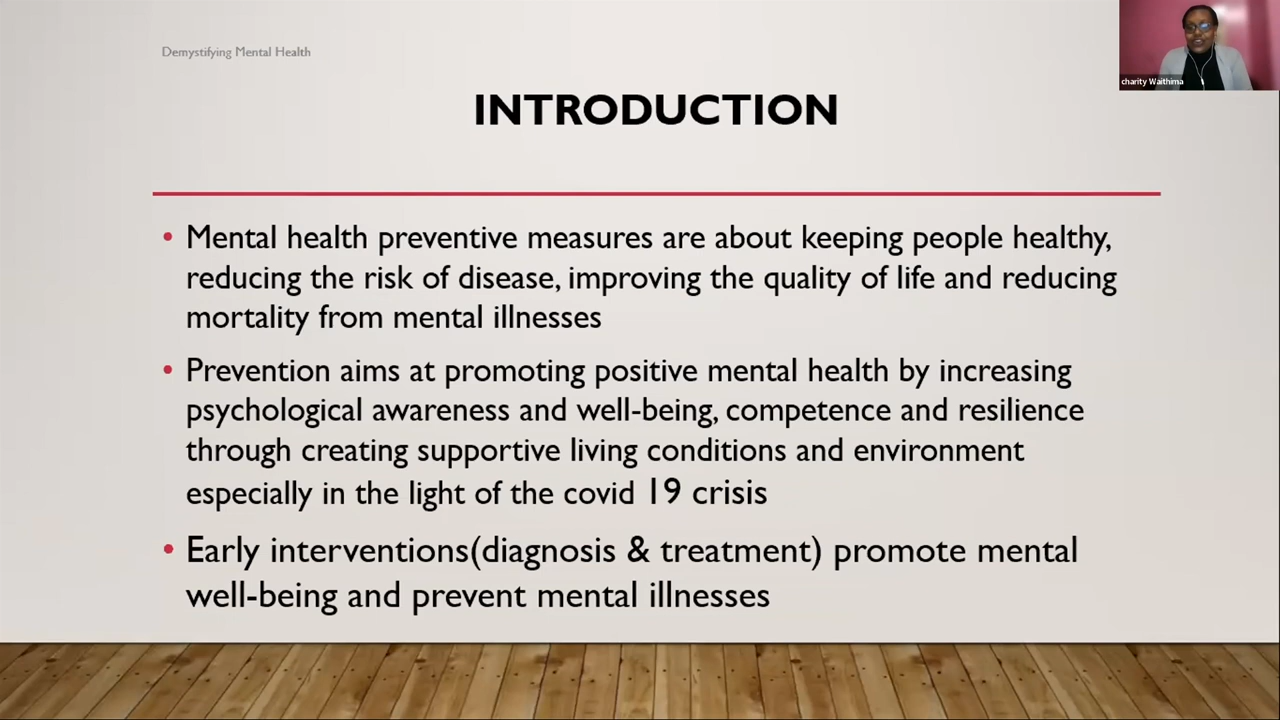 Demystifying Mental Health
charity Waithima
INTRODUCTION
• Mental health preventive measures are about keeping people healthy,
reducing the risk of disease, improving the quality of life and reducing
mortality from mental illnesses
• Prevention aims at promoting positive mental health by increasing
psychological awareness and well-being, competence and resilience
through creating supportive living conditions and environment
especially in the light of the covid 19 crisis
• Early interventions(diagnosis & treatment) promote mental
well-being and prevent mental illnesses